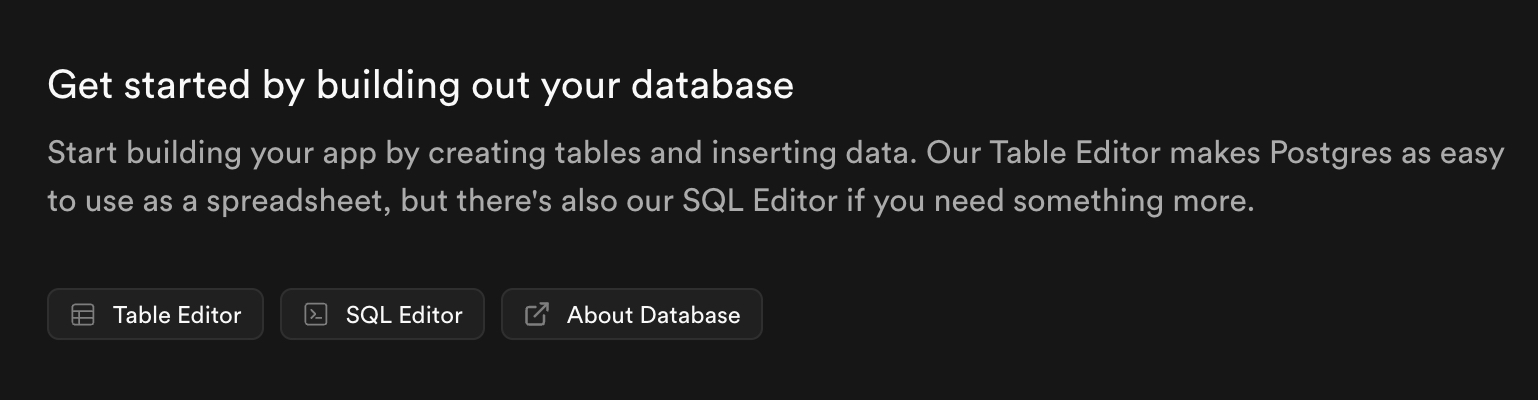 Get started by building out your database
Start building your app by creating tables and inserting data. Our Table Editor makes Postgres as easy
to use as a spreadsheet, but there's also our SQL Editor if you need something more.
Table Editor
SQL Editor
About Database